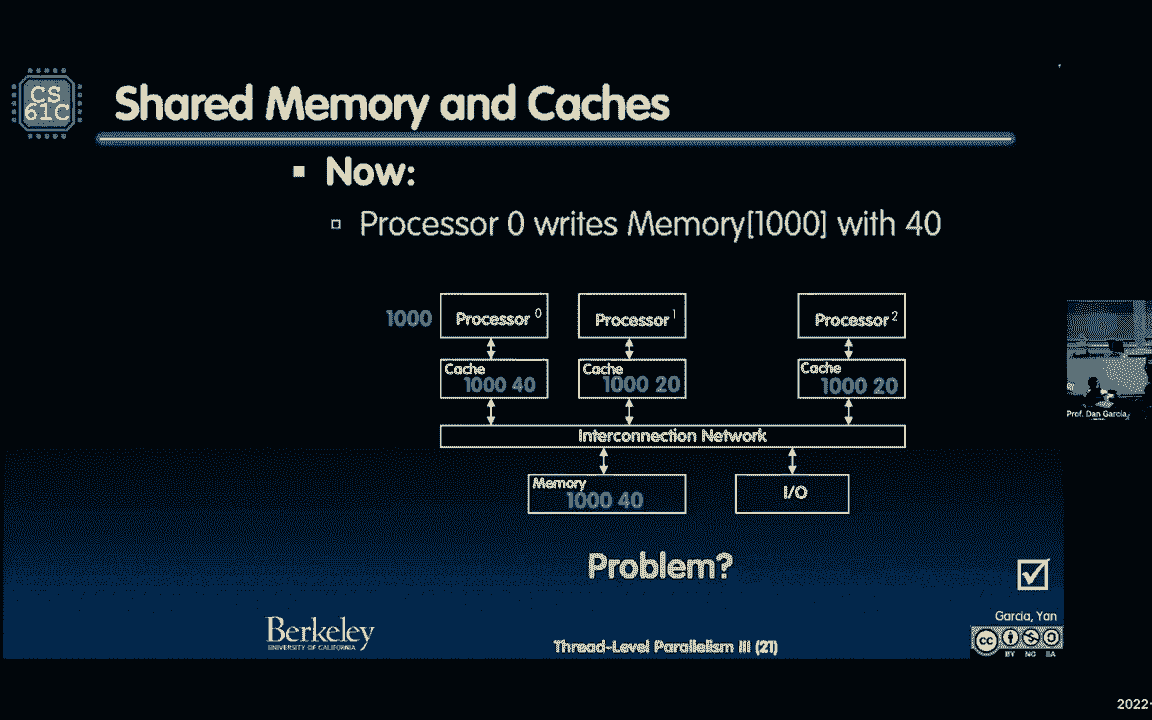 CS
61C
Shared Memory and Caches
Now:
Processor 0 writes Memory[1000] with 40
1000
Processor 0
Processor 1
Processor 2
Cache
1000 40
Cache
1000 20
Cache
1000 20
Interconnection Network
Memory
1000 40
I/O
Problem?
Prof. Dan Garcia
Garcia, Yan
Berkeley
UNIVERSITY OF CALIFORNIA
Thread-Level Parallelism III (21)
cc
BY NC SA
2022-